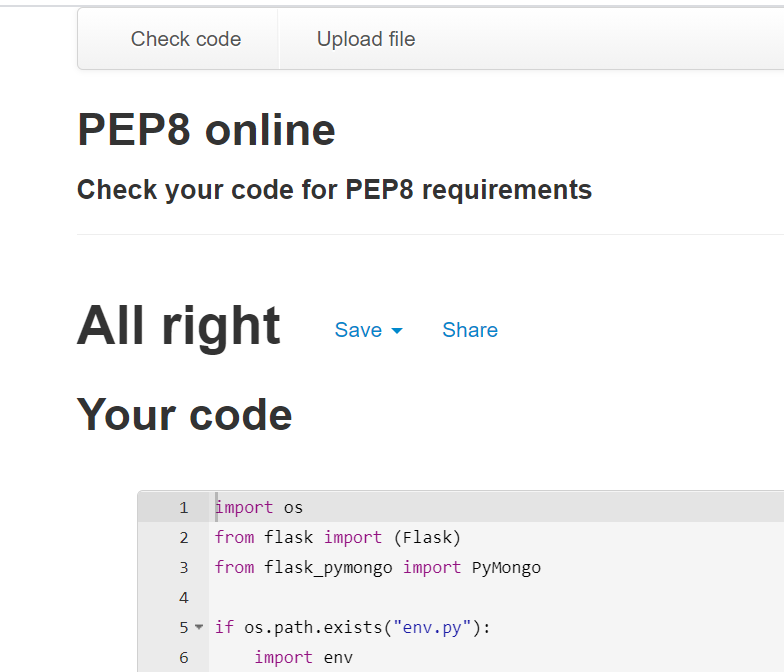 Check code Upload file
PEP8 online
Check your code for PEP8 requirements
All right Save Share
Your code
1 import os
2 from flask import (Flask)
3 from flask_pymongo import PyMongo
4
5 if os.path.exists("env.py"):
6     import env